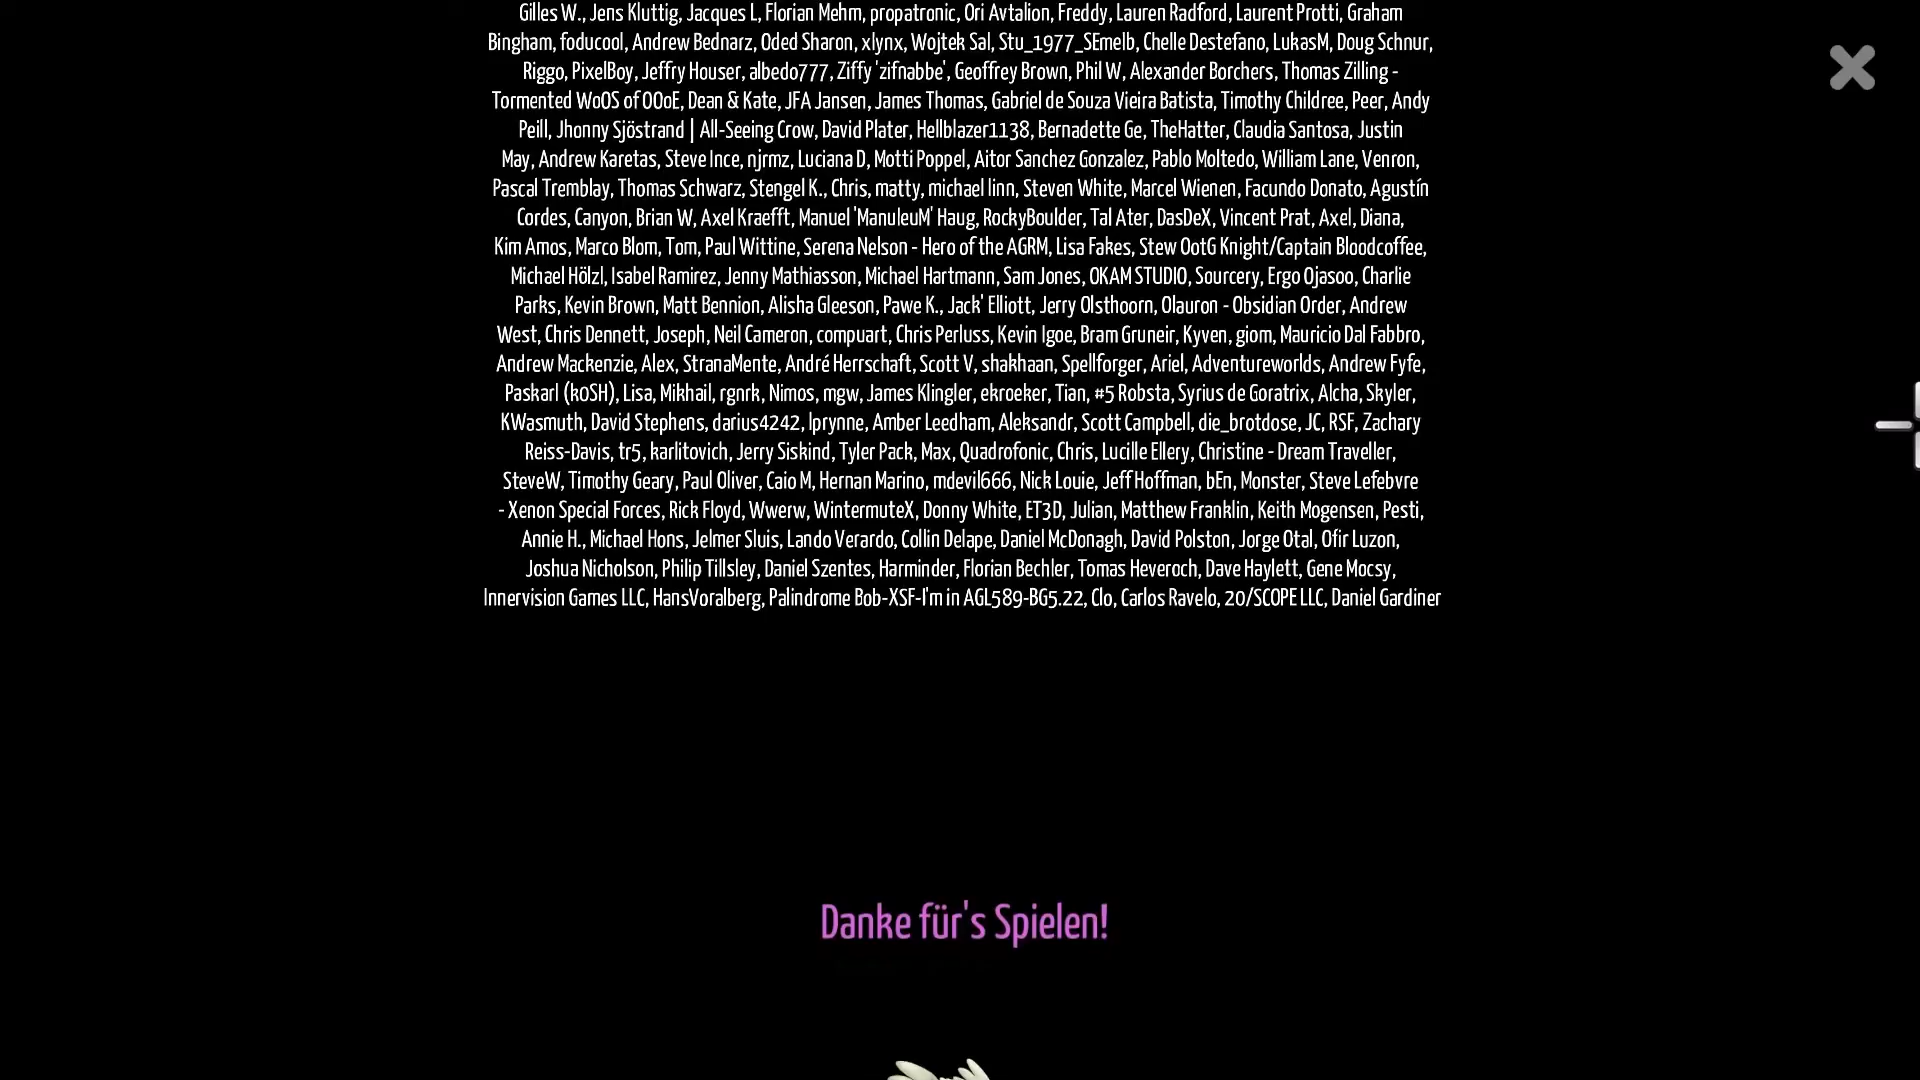 Gilles W., Jens Kluttig, Jacques L, Florian Mehm, propatronic, Ori Avtalion, Freddy, Lauren Radford, Laurent Protti, Graham
Bingham, foducool, Andrew Bednarz, Oded Sharon, xlynx, Wojtek Sal, Stu_1977_SEmelb, Chelle Destefano, LukasM, Doug Schnur,
Riggo, PixelBoy, Jeffry Houser, albedo777, Ziffy 'zifnabbe', Geoffrey Brown, Phil W, Alexander Borchers, Thomas Zilling -
Tormented WoOS of OOoE, Dean & Kate, JFA Jansen, James Thomas, Gabriel de Souza Vieira Batista, Timothy Childree, Peer, Andy
Peill, Jhonny Sjöstrand | All-Seeing Crow, David Plater, Hellblazer1138, Bernadette Ge, TheHatter, Claudia Santosa, Justin
May, Andrew Karetas, Steve Ince, njrmz, Luciana D, Motti Poppel, Aitor Sanchez Gonzalez, Pablo Moltedo, William Lane, Venron,
Pascal Tremblay, Thomas Schwarz, Stengel K., Chris, matty, michael linn, Steven White, Marcel Wienen, Facundo Donato, Agustín
Cordes, Canyon, Brian W, Axel Kraefft, Manuel 'ManuleuM' Haug, RockyBoulder, Tal Ater, DasDeX, Vincent Prat, Axel, Diana,
Kim Amos, Marco Blom, Tom, Paul Wittine, Serena Nelson - Hero of the AGRM, Lisa Fakes, Stew OotG Knight/Captain Bloodcoffee,
Michael Hölzl, Isabel Ramirez, Jenny Mathiasson, Michael Hartmann, Sam Jones, OKAM STUDIO, Sourcery, Ergo Ojasoo, Charlie
Parks, Kevin Brown, Matt Bennion, Alisha Gleeson, Pawe K., Jack' Elliott, Jerry Olsthoorn, Olauron - Obsidian Order, Andrew
West, Chris Dennett, Joseph, Neil Cameron, compuart, Chris Perluss, Kevin Igoe, Bram Gruneir, Kyven, giom, Mauricio Dal Fabbro,
Andrew Mackenzie, Alex, StranaMente, André Herrschaft, Scott V, shakhaan, Spellforger, Ariel, Adventureworlds, Andrew Fyfe,
Paskarl (koSH), Lisa, Mikhail, rgnrk, Nimos, mgw, James Klingler, ekroeker, Tian, #5 Robsta, Syrius de Goratrix, Alcha, Skyler,
KWasmuth, David Stephens, darius4242, lprynne, Amber Leedham, Aleksandr, Scott Campbell, die_brotdose, JC, RSF, Zachary
Reiss-Davis, tr5, karlitovich, Jerry Siskind, Tyler Pack, Max, Quadrofonic, Chris, Lucille Ellery, Christine - Dream Traveller,
SteveW, Timothy Geary, Paul Oliver, Caio M, Hernan Marino, mdevil666, Nick Louie, Jeff Hoffman, bEn, Monster, Steve Lefebvre
- Xenon Special Forces, Rick Floyd, Wwerw, WintermuteX, Donny White, ET3D, Julian, Matthew Franklin, Keith Mogensen, Pesti,
Annie H., Michael Hons, Jelmer Sluis, Lando Verardo, Collin Delape, Daniel McDonagh, David Polston, Jorge Otal, Ofir Luzon,
Joshua Nicholson, Philip Tillsley, Daniel Szentes, Harminder, Florian Bechler, Tomas Heveroch, Dave Haylett, Gene Mocsy,
Innervision Games LLC, HansVoralberg, Palindrome Bob-XSF-I'm in AGL589-BG5.22, Clo, Carlos Ravelo, 20/SCOPE LLC, Daniel Gardiner
Danke für's Spielen!